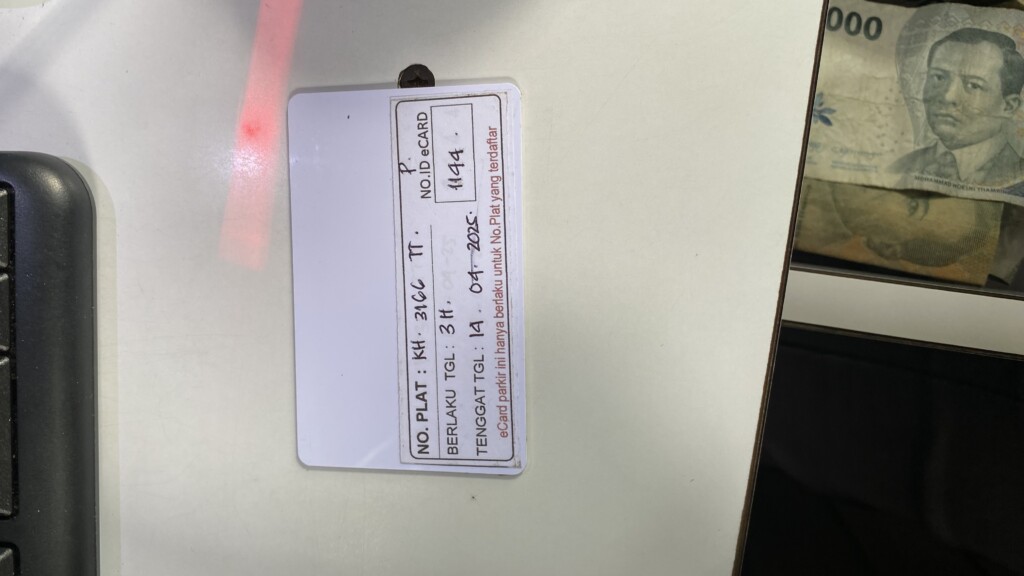 P.
NO. PLAT : KH. 3166 TT. NO.ID eCARD
BERLAKU TGL : 3 H. 1144.
TENGGAT TGL : 14. 04. 2025.
eCard parkir ini hanya berlaku untuk No.Plat yang terdaftar
000